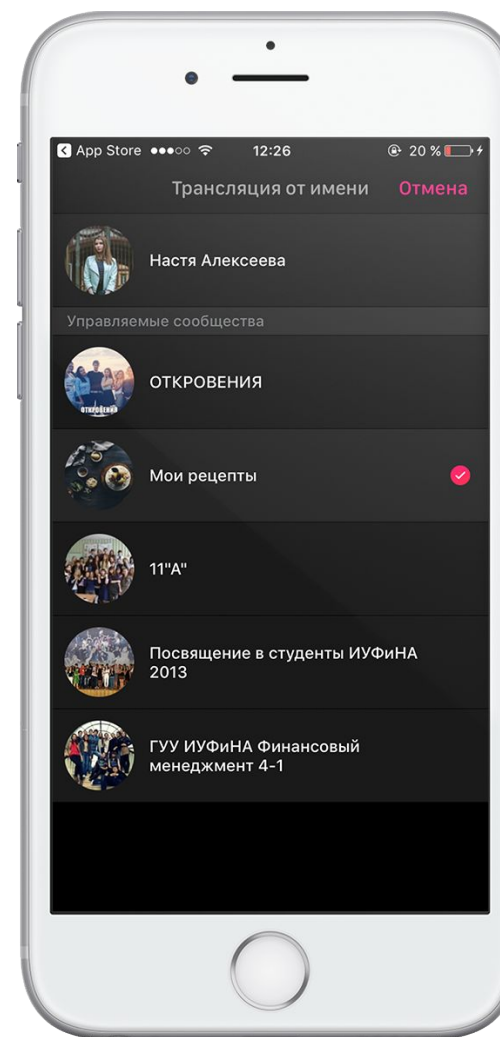 App Store 12:26 20 %
Трансляция от имени Отмена
Настя Алексеева
Управляемые сообщества
ОТКРОВЕНИЯ
ОТКРОВЕНИЯ
Мои рецепты
11"А"
Посвящение в студенты ИУФиНА
2013
ГУУ ИУФиНА Финансовый
менеджмент 4-1